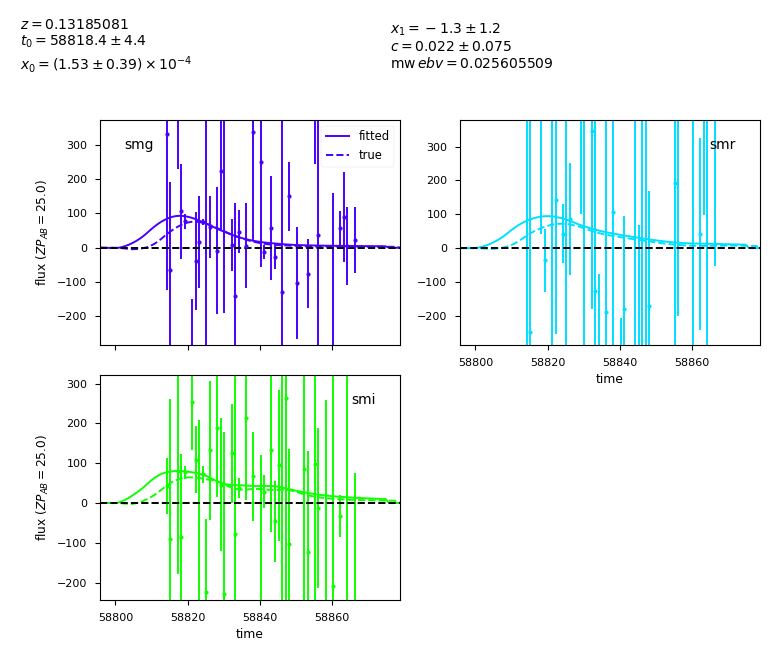 z = 0.13185081
t₀ = 58818.4 ± 4.4
x₀ = (1.53 ± 0.39) × 10⁻⁴
x₁ = −1.3 ± 1.2
c = 0.022 ± 0.075
mw ebv = 0.025605509
smg
fitted
true
300
200
100
0
−100
−200
flux (ZP_AB = 25.0)
smr
300
200
100
0
−100
−200
58800 58820 58840 58860
time
smi
300
200
100
0
−100
−200
flux (ZP_AB = 25.0)
58800 58820 58840 58860
time